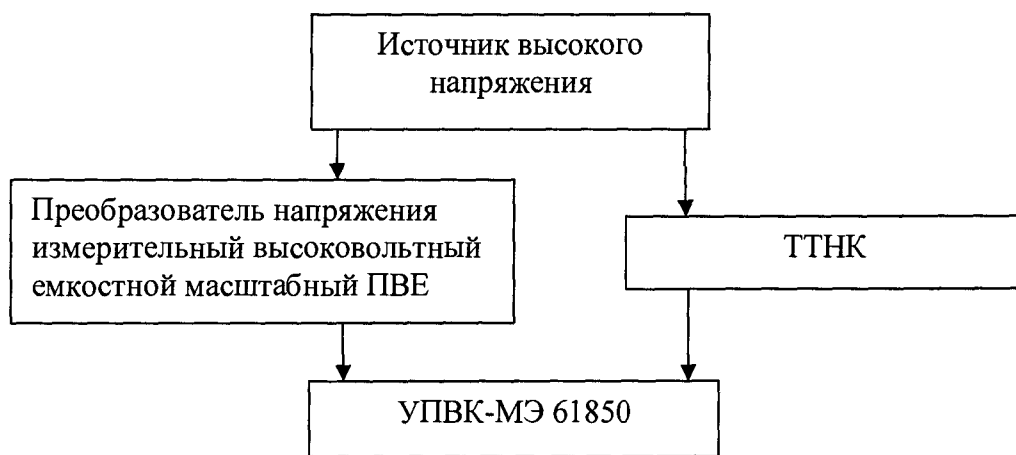 Источник высокого
напряжения
Преобразователь напряжения
измерительный высоковольтный
емкостной масштабный ПВЕ
ТТНК
УПВК-МЭ 61850